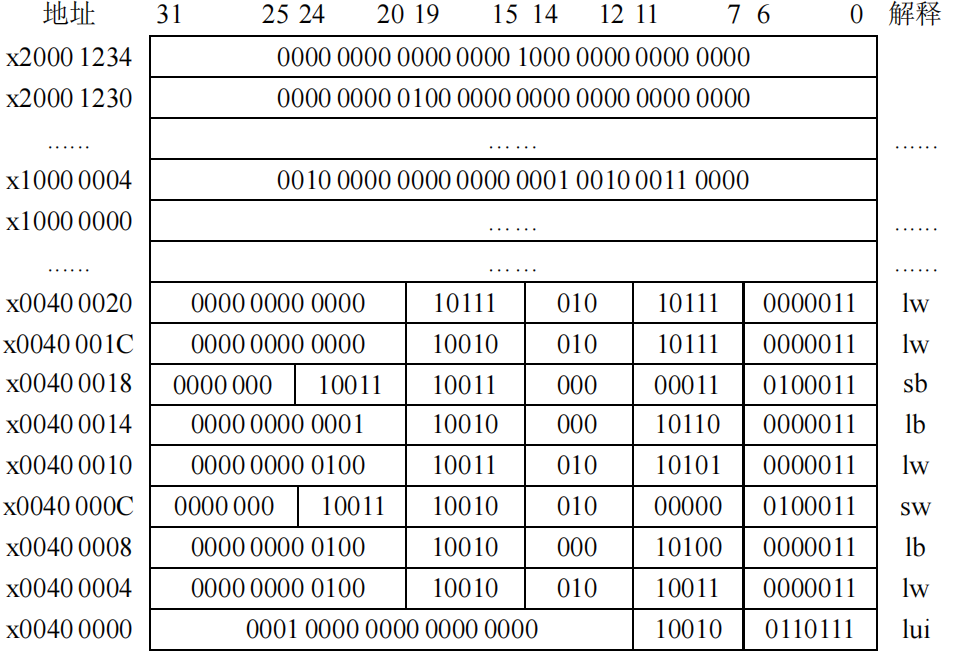 地址 31 25 24 20 19 15 14 12 11 7 6 0 解释
x2000 1234 0000 0000 0000 0000 1000 0000 0000 0000
x2000 1230 0000 0000 0100 0000 0000 0000 0000 0000
...... ...... ......
x1000 0004 0010 0000 0000 0000 0001 0010 0011 0000
x1000 0000 ...... ......
...... ...... ......
x0040 0020 0000 0000 0000 10111 010 10111 0000011 lw
x0040 001C 0000 0000 0000 10010 010 10111 0000011 lw
x0040 0018 0000 000 10011 10011 000 00011 0100011 sb
x0040 0014 0000 0000 0001 10010 000 10110 0000011 lb
x0040 0010 0000 0000 0100 10011 010 10101 0000011 lw
x0040 000C 0000 000 10011 10010 010 00000 0100011 sw
x0040 0008 0000 0000 0100 10010 000 10100 0000011 lb
x0040 0004 0000 0000 0100 10010 010 10011 0000011 lw
x0040 0000 0001 0000 0000 0000 0000 10010 0110111 lui